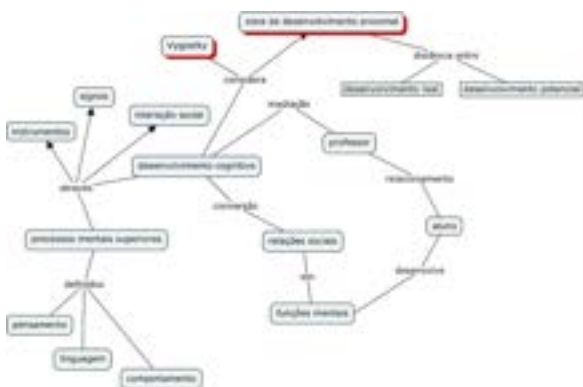 zona de desenvolvimento proximal
Vygotsky
distância entre
considera
desenvolvimento real
desenvolvimento potencial
signos
mediação
instrumentos
interação social
professor
desenvolvimento cognitivo
relacionamento
através
conversão
aluno
processos mentais superiores
relações sociais
em
desenvolve
definidos
funções mentais
pensamento
linguagem
comportamento